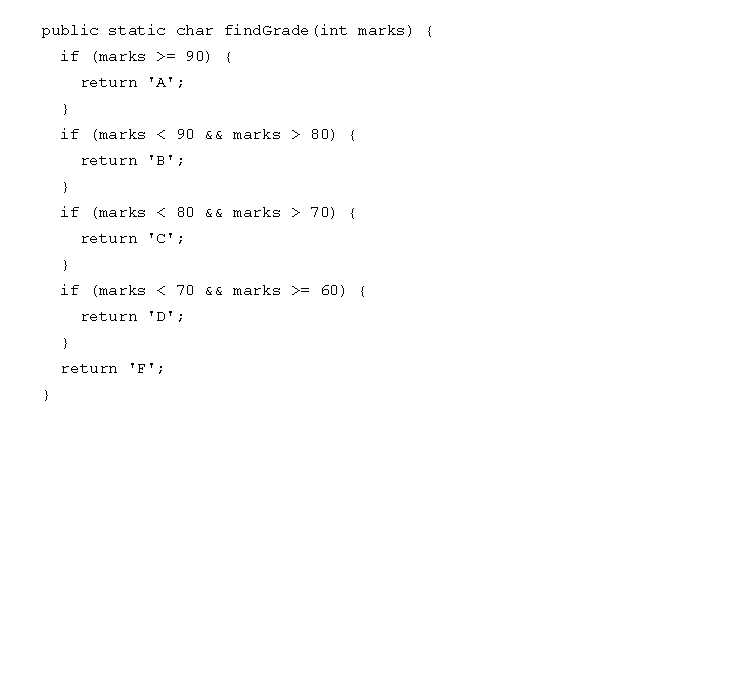 public static char findGrade(int marks) {
  if (marks >= 90) {
    return 'A';
  }
  if (marks < 90 && marks > 80) {
    return 'B';
  }
  if (marks < 80 && marks > 70) {
    return 'C';
  }
  if (marks < 70 && marks >= 60) {
    return 'D';
  }
  return 'F';
}